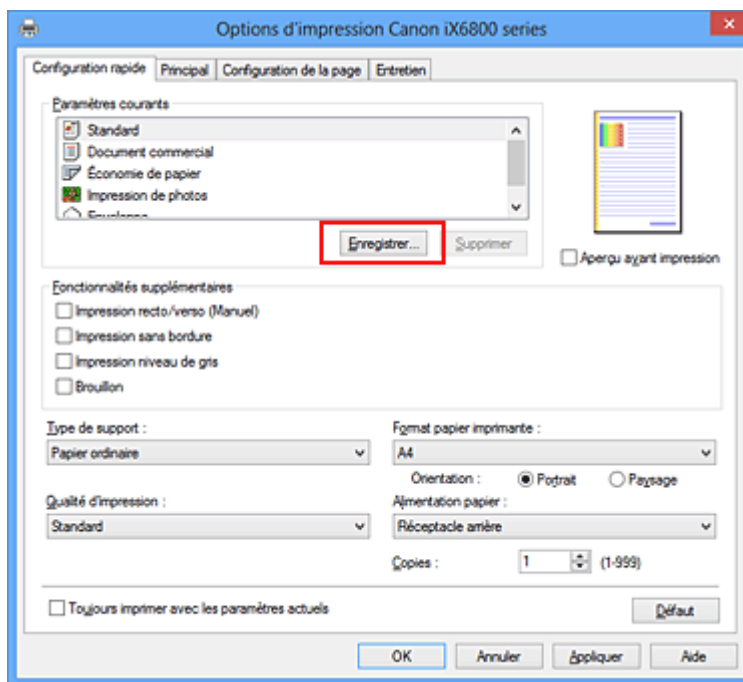 Options d'impression Canon iX6800 series
Configuration rapide Principal Configuration de la page Entretien
Paramètres courants
Standard
Document commercial
Économie de papier
Impression de photos
Enregistrer... Supprimer
Aperçu avant impression
Fonctionnalités supplémentaires
Impression recto/verso (Manuel)
Impression sans bordure
Impression niveau de gris
Brouillon
Type de support : Format papier imprimante :
Papier ordinaire A4
Orientation : Portrait Paysage
Qualité d'impression : Alimentation papier :
Standard Réceptacle arrière
Copies : 1 (1-999)
Toujours imprimer avec les paramètres actuels Défaut
OK Annuler Appliquer Aide